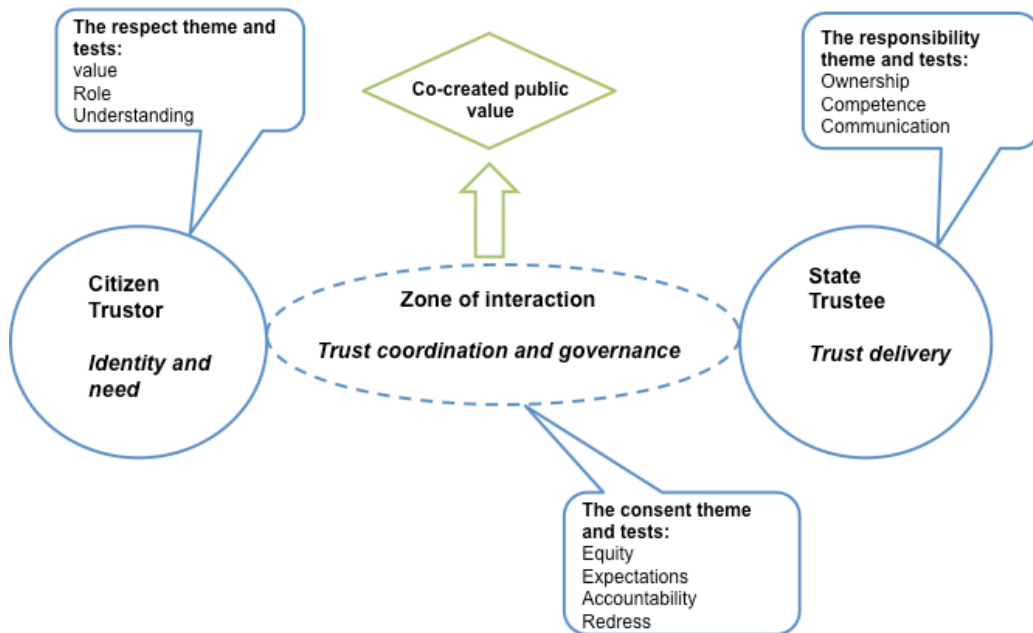 The respect theme and
tests:
value
Role
Understanding
Co-created public
value
The responsibility
theme and tests:
Ownership
Competence
Communication
Citizen
Trustor
Identity and
need
Zone of interaction
Trust coordination and governance
State
Trustee
Trust delivery
The consent theme
and tests:
Equity
Expectations
Accountability
Redress